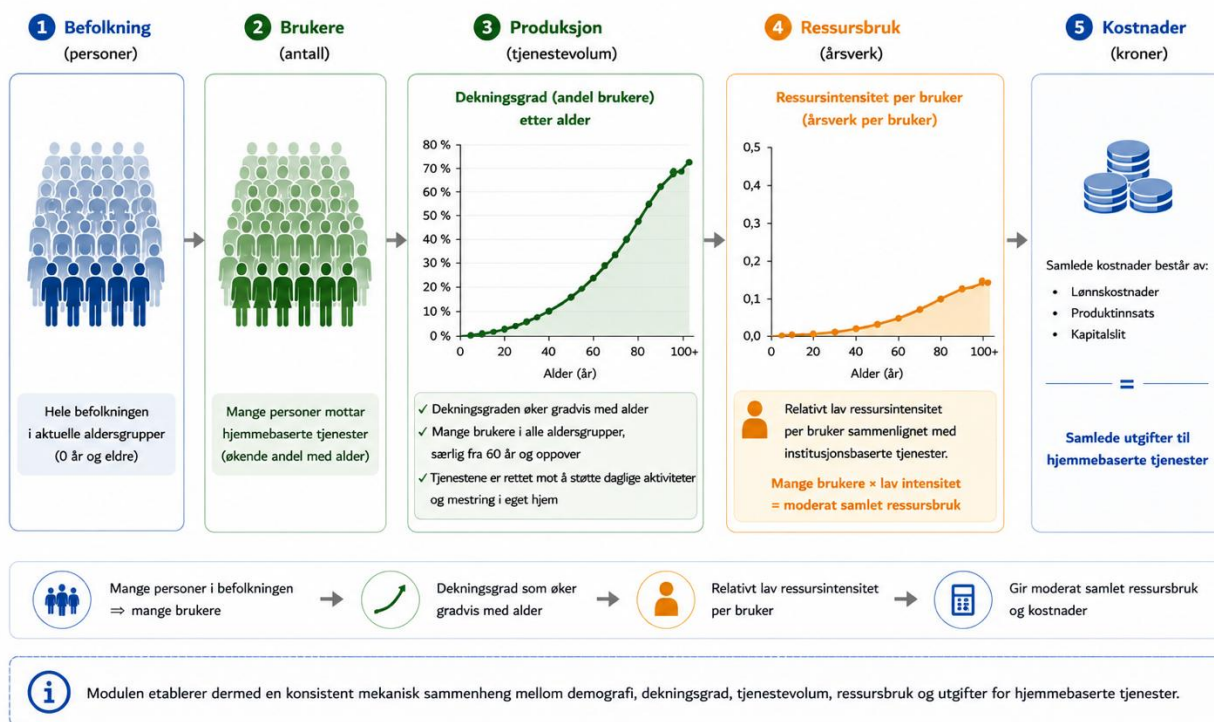 1 Befolkning
(personer)
2 Brukere
(antall)
3 Produksjon
(tjenestevolum)
4 Ressursbruk
(årsverk)
5 Kostnader
(kroner)
Hele befolkningen
i aktuelle aldersgrupper
(0 år og eldre)
Mange personer mottar
hjemmebaserte tjenester
(økende andel med alder)
Dekningsgrad (andel brukere)
etter alder
80 %
70 %
60 %
50 %
40 %
30 %
20 %
10 %
0 %
0 20 40 60 80 100+
Alder (år)
✓ Dekningsgraden øker gradvis med alder
✓ Mange brukere i alle aldersgrupper,
særlig fra 60 år og oppover
✓ Tjenestene er rettet mot å støtte daglige aktiviteter
og mestring i eget hjem
Ressursintensitet per bruker
(årsverk per bruker)
0,5
0,4
0,3
0,2
0,1
0,0
0 20 40 60 80 100+
Alder (år)
Relativt lav ressursintensitet
per bruker sammenlignet med
institusjonsbaserte tjenester.
Mange brukere × lav intensitet
= moderat samlet ressursbruk
Samlede kostnader består av:
• Lønnskostnader
• Produktinnsats
• Kapitalslit
=
Samlede utgifter til
hjemmebaserte tjenester
Mange personer i befolkningen
⇒ mange brukere
Dekningsgrad som øker
gradvis med alder
Relativt lav ressursintensitet
per bruker
Gir moderat samlet ressursbruk
og kostnader
i Modulen etablerer dermed en konsistent mekanisk sammenheng mellom demografi, dekningsgrad, tjenestevolum, ressursbruk og utgifter for hjemmebaserte tjenester.